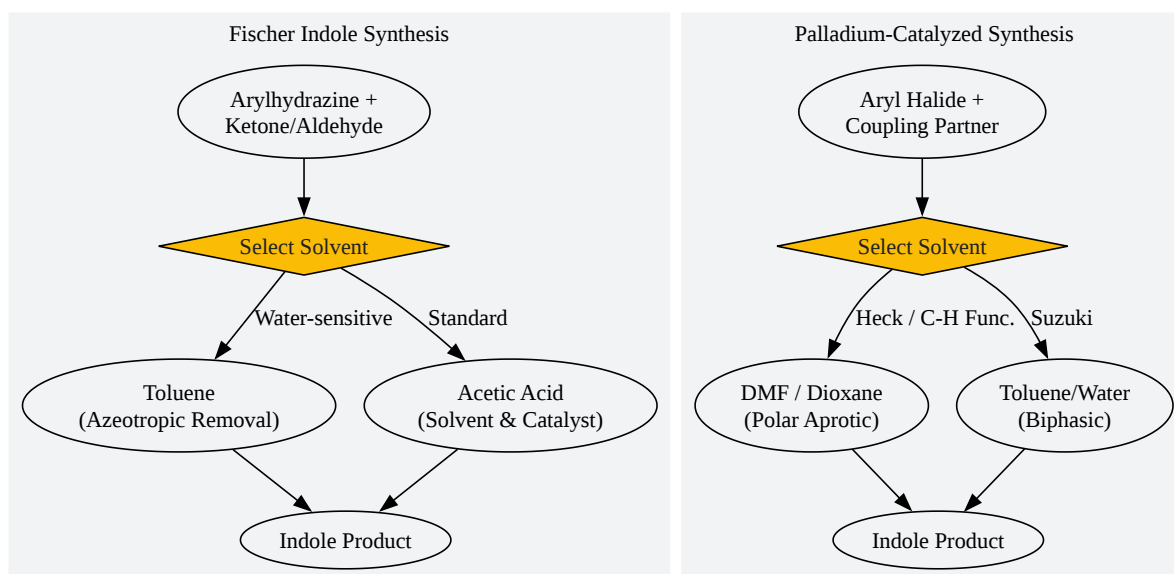 Fischer Indole Synthesis
Arylhydrazine +
Ketone/Aldehyde
Select Solvent
Water-sensitive
Standard
Toluene
(Azeotropic Removal)
Acetic Acid
(Solvent & Catalyst)
Indole Product
Palladium-Catalyzed Synthesis
Aryl Halide +
Coupling Partner
Select Solvent
Heck / C-H Func.
Suzuki
DMF / Dioxane
(Polar Aprotic)
Toluene/Water
(Biphasic)
Indole Product